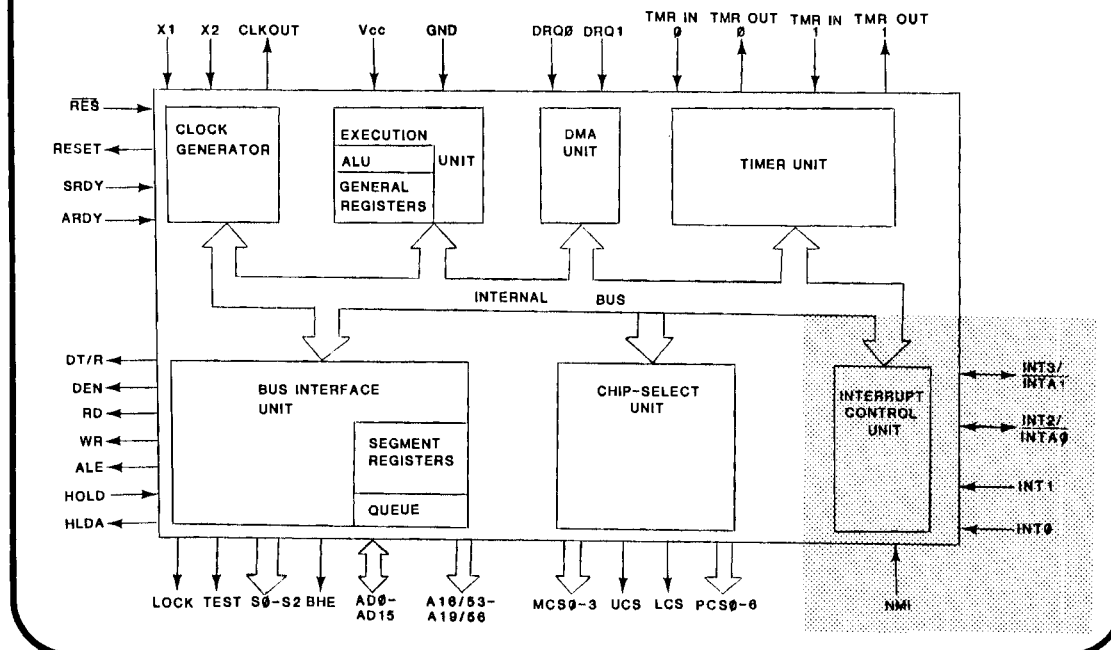 X1 X2 CLKOUT Vcc GND DRQ0 DRQ1 TMR IN TMR OUT TMR IN TMR OUT
0 0 1 1
RES
RESET
SRDY
ARDY
CLOCK
GENERATOR
EXECUTION
UNIT
ALU
GENERAL
REGISTERS
DMA
UNIT
TIMER UNIT
INTERNAL BUS
DT/R
DEN
RD
WR
ALE
HOLD
HLDA
BUS INTERFACE
UNIT
SEGMENT
REGISTERS
QUEUE
CHIP-SELECT
UNIT
INTERRUPT
CONTROL
UNIT
INT3/
INTA1
INT2/
INTA0
INT1
INT0
LOCK TEST S0-S2 BHE AD0- A16/53- MCS0-3 UCS LCS PCS0-6 NMI
AD15 A19/56